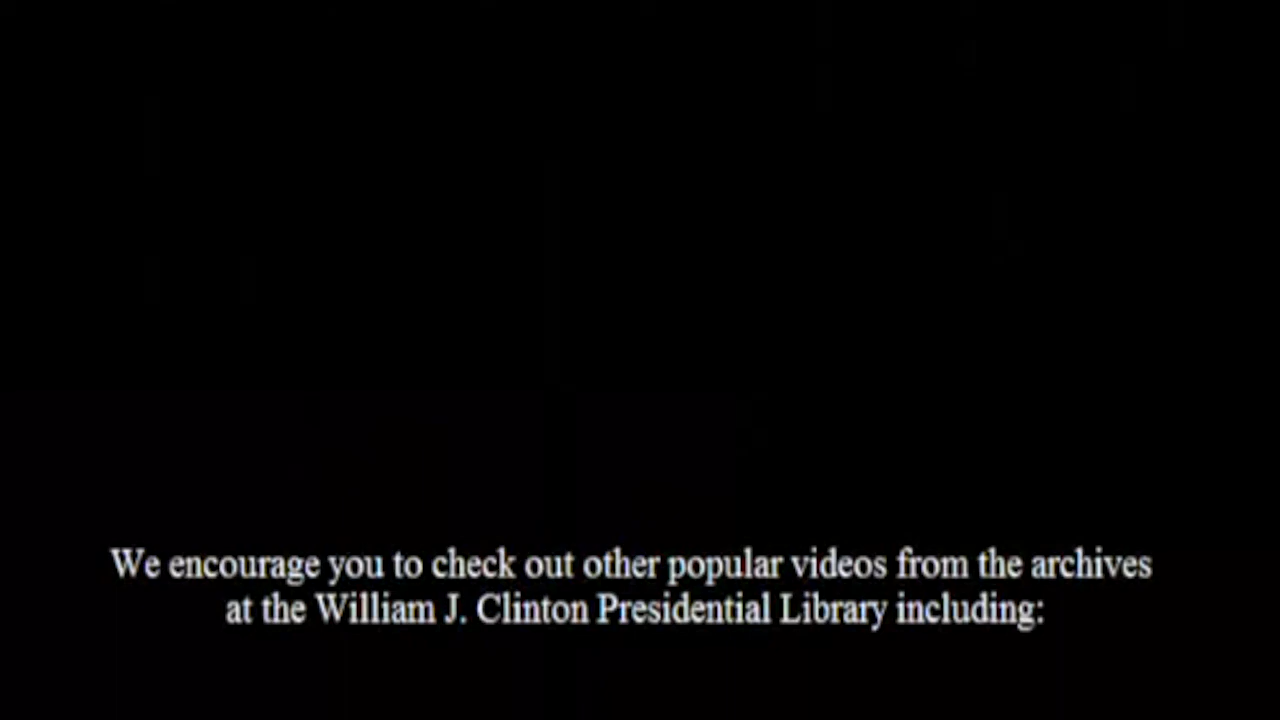 We encourage you to check out other popular videos from the archives
at the William J. Clinton Presidential Library including: